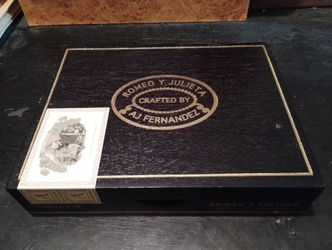 ROMEO Y JULIETA
CRAFTED BY
AJ FERNANDEZ
ROMEO Y JULIETA